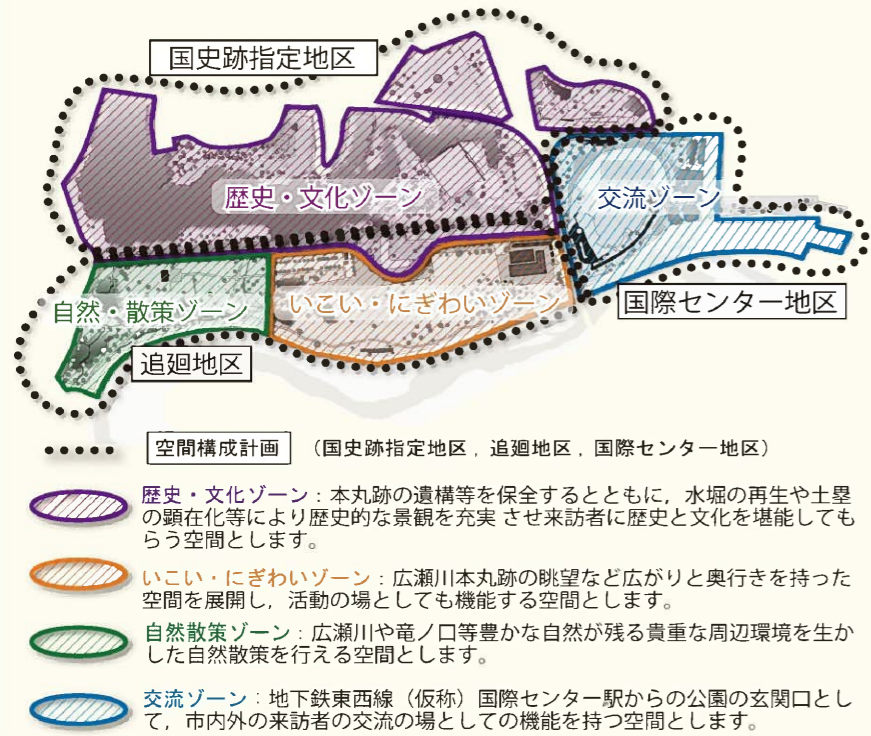 国史跡指定地区
歴史・文化ゾーン
交流ゾーン
自然・散策ゾーン
いこい・にぎわいゾーン
国際センター地区
追廻地区
空間構成計画 （国史跡指定地区，追廻地区，国際センター地区）
歴史・文化ゾーン：本丸跡の遺構等を保全するとともに，水堀の再生や土塁
の顕在化等により歴史的な景観を充実 させ来訪者に歴史と文化を堪能しても
らう空間とします。
いこい・にぎわいゾーン：広瀬川本丸跡の眺望など広がりと奥行きを持った
空間を展開し，活動の場としても機能する空間とします。
自然散策ゾーン：広瀬川や竜ノ口等豊かな自然が残る貴重な周辺環境を生か
した自然散策を行える空間とします。
交流ゾーン：地下鉄東西線（仮称）国際センター駅からの公園の玄関口とし
て，市内外の来訪者の交流の場としての機能を持つ空間とします。